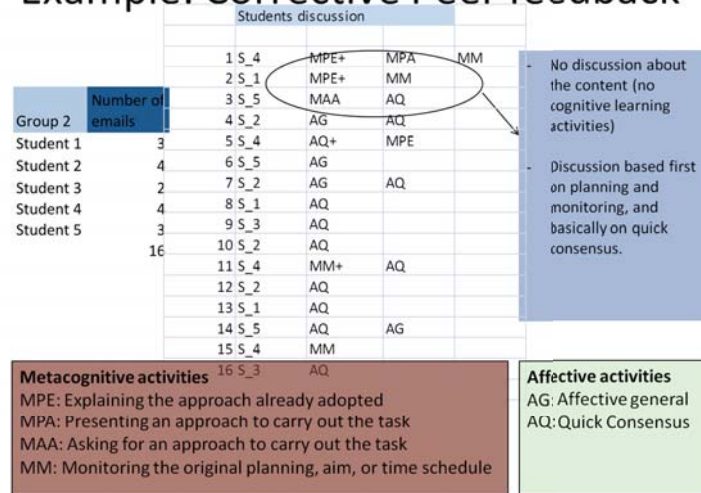 Example: Corrective Peer feedback
Students discussion
1 S_4 MPE+ MPA MM
2 S_1 MPE+ MM
3 S_5 MAA AQ
4 S_2 AG AQ
5 S_4 AQ+ MPE
6 S_5 AG
7 S_2 AG AQ
8 S_1 AQ
9 S_3 AQ
10 S_2 AQ
11 S_4 MM+ AQ
12 S_2 AQ
13 S_1 AQ
14 S_5 AQ AG
15 S_4 MM
16 S_3 AQ
Number of
Group 2 emails
Student 1 3
Student 2 4
Student 3 2
Student 4 4
Student 5 3
16
- No discussion about
the content (no
cognitive learning
activities)
- Discussion based first
on planning and
monitoring, and
basically on quick
consensus.
Metacognitive activities
MPE: Explaining the approach already adopted
MPA: Presenting an approach to carry out the task
MAA: Asking for an approach to carry out the task
MM: Monitoring the original planning, aim, or time schedule
Affective activities
AG: Affective general
AQ: Quick Consensus